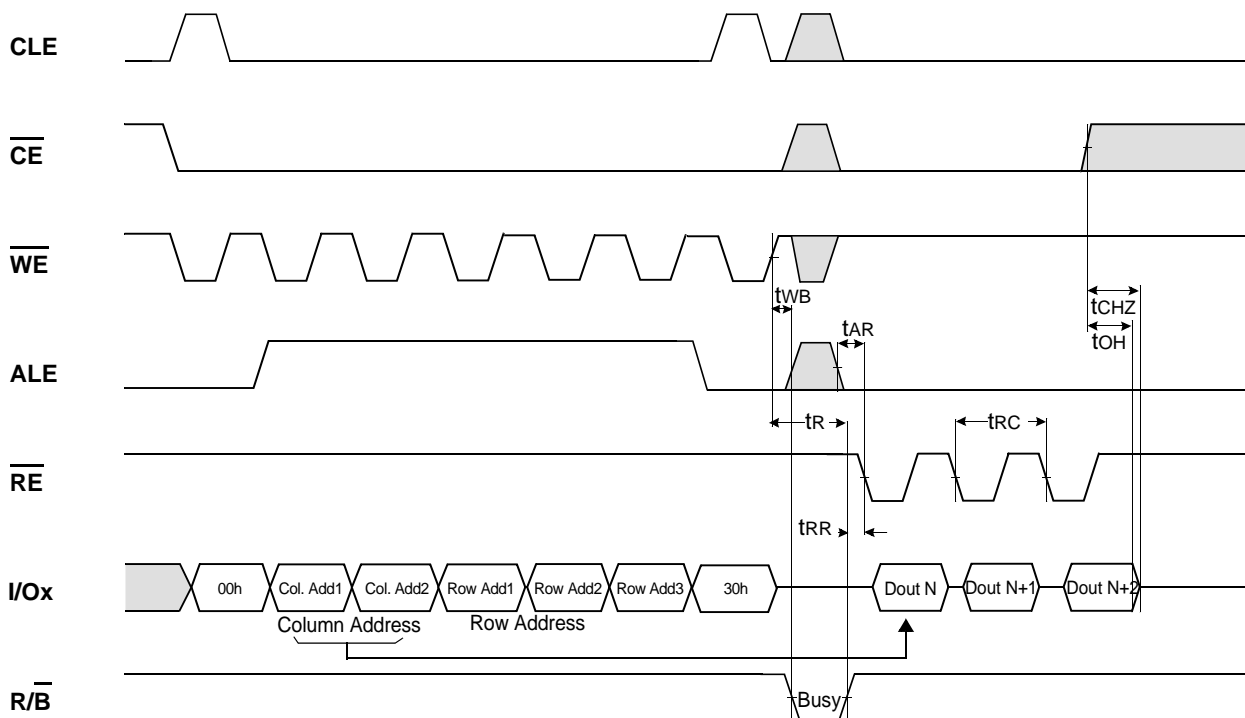 CLE
CE
WE
tWB
tCHZ
tAR
tOH
ALE
tR
tRC
RE
tRR
I/Ox
00h
Col. Add1
Col. Add2
Row Add1
Row Add2
Row Add3
30h
Dout N
Dout N+1
Dout N+2
Column Address
Row Address
R/B
Busy